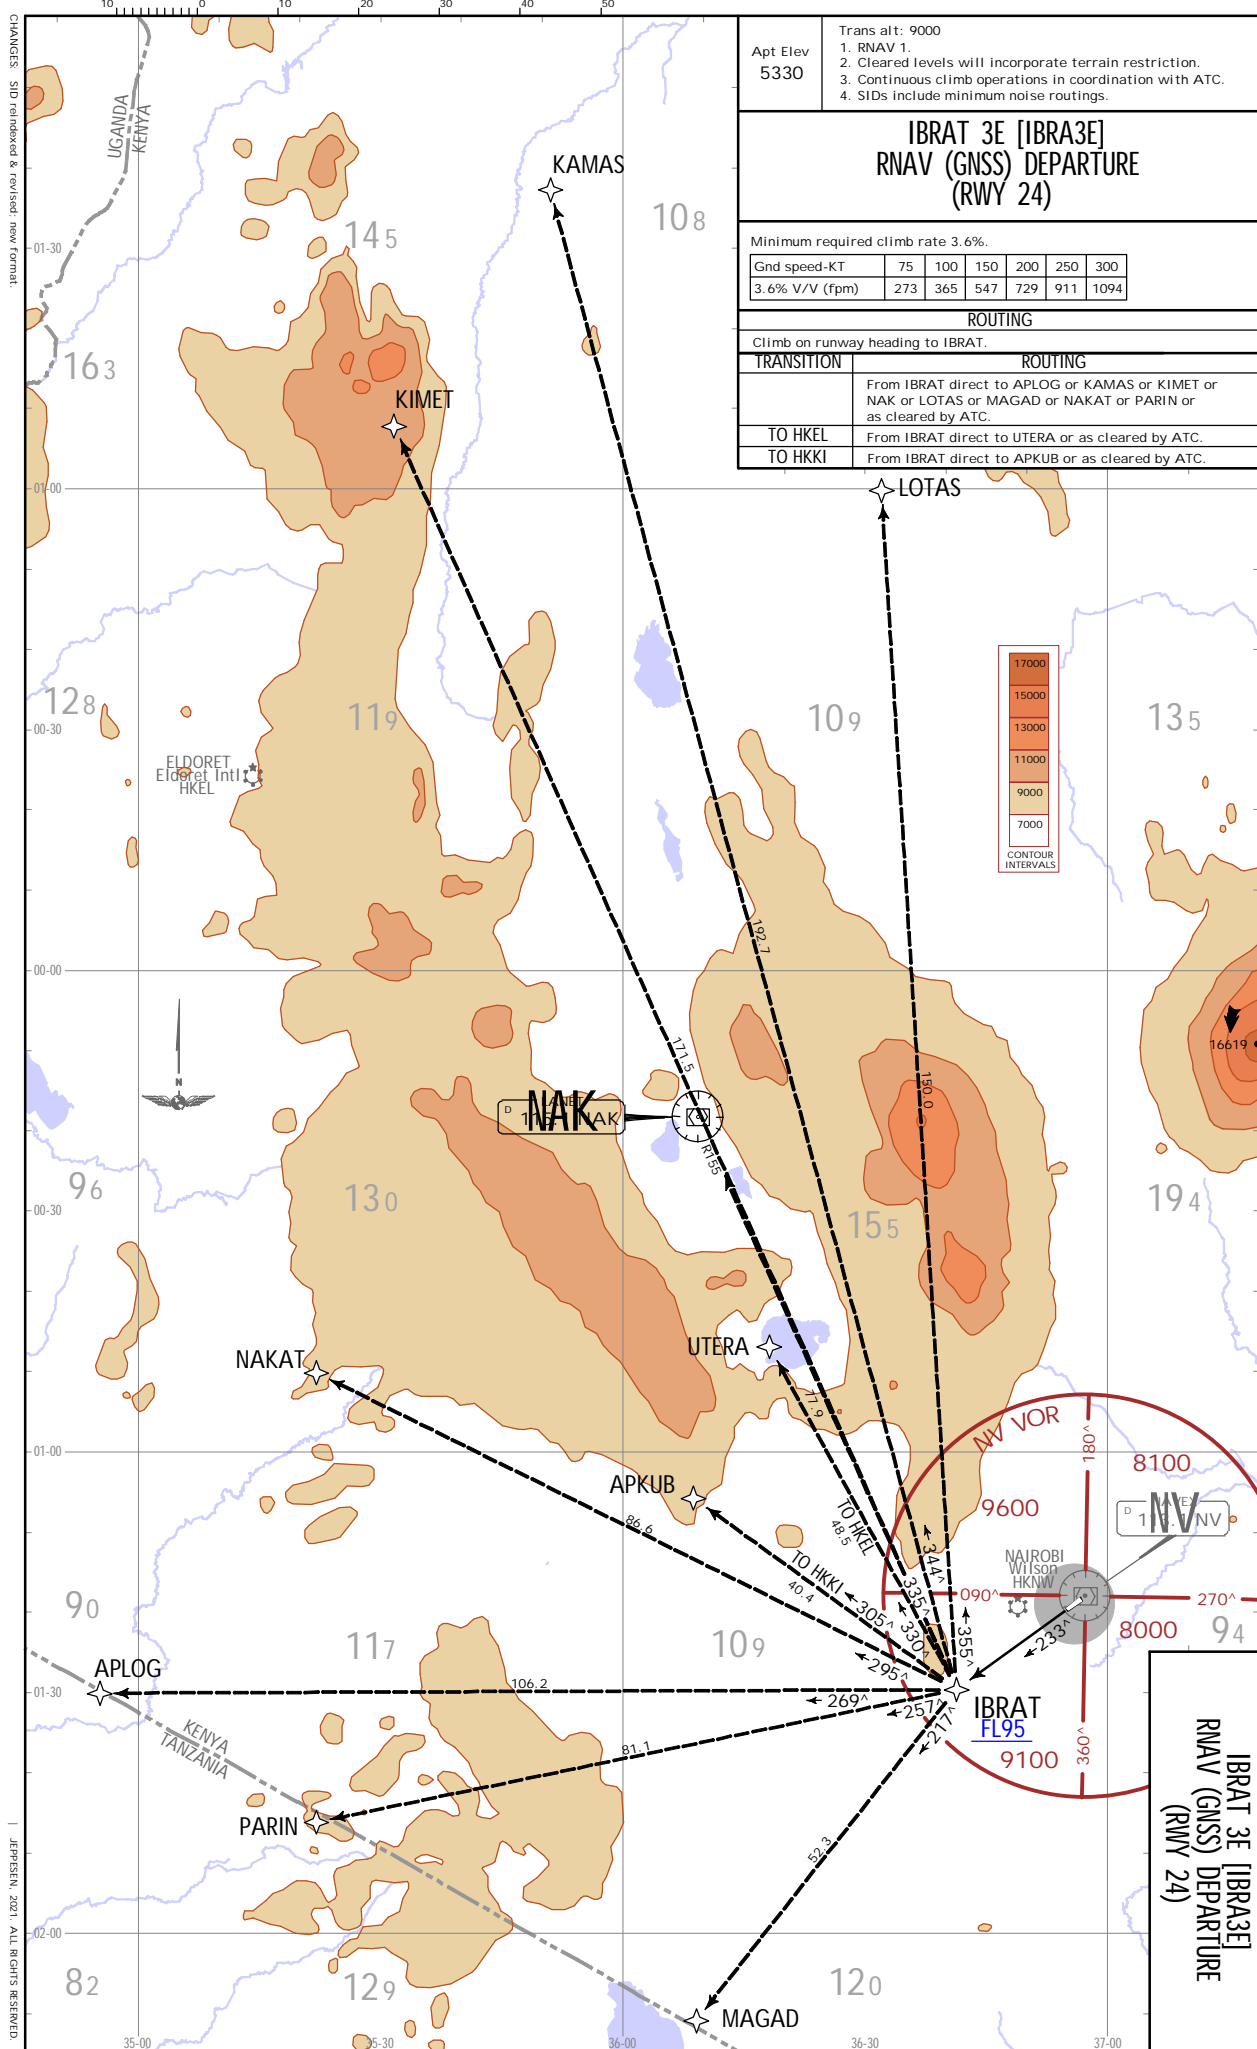 10 0 10 20 30 40 50
CHANGES: SID reindexed & revised; new format.
Apt Elev
5330
Trans alt: 9000
1. RNAV 1.
2. Cleared levels will incorporate terrain restriction.
3. Continuous climb operations in coordination with ATC.
4. SIDs include minimum noise routings.
IBRAT 3E [IBRA3E]
RNAV (GNSS) DEPARTURE
(RWY 24)
Minimum required climb rate 3.6%.
Gnd speed-KT 75 100 150 200 250 300
3.6% V/V (fpm) 273 365 547 729 911 1094
ROUTING
Climb on runway heading to IBRAT.
TRANSITION ROUTING
From IBRAT direct to APLOG or KAMAS or KIMET or
NAK or LOTAS or MAGAD or NAKAT or PARIN or
as cleared by ATC.
TO HKEL From IBRAT direct to UTERA or as cleared by ATC.
TO HKKI From IBRAT direct to APKUB or as cleared by ATC.
UGANDA
KENYA
KAMAS
145
108
01-30
163
KIMET
01-00
LOTAS
17000
15000
13000
11000
9000
7000
CONTOUR
INTERVALS
128
119
109
135
00-30
ELDORET
Eldoret Intl
HKEL
192.7
00-00
171.5
150.0
16619
N
D
NAK
R155
96
130
155
194
00-30
UTERA
NAKAT
77.9
01-00
NV VOR
180^
8100
APKUB
9600
D
NV
86.6
TO HKEL
48.5
TO HKKI
40.4
344^
335^
330^
305^
295^
355^
NAIROBI
Wilson
HKNW
090^
270^
8000
233^
90
117
109
94
APLOG
01-30
106.2
269^
257^
217^
IBRAT
FL95
9100
360^
KENYA
TANZANIA
81.1
PARIN
52.3
IBRAT 3E [IBRA3E]
RNAV (GNSS) DEPARTURE
(RWY 24)
02-00
82
129
120
MAGAD
35-00 35-30 36-00 36-30 37-00
| JEPPESEN, 2021. ALL RIGHTS RESERVED.